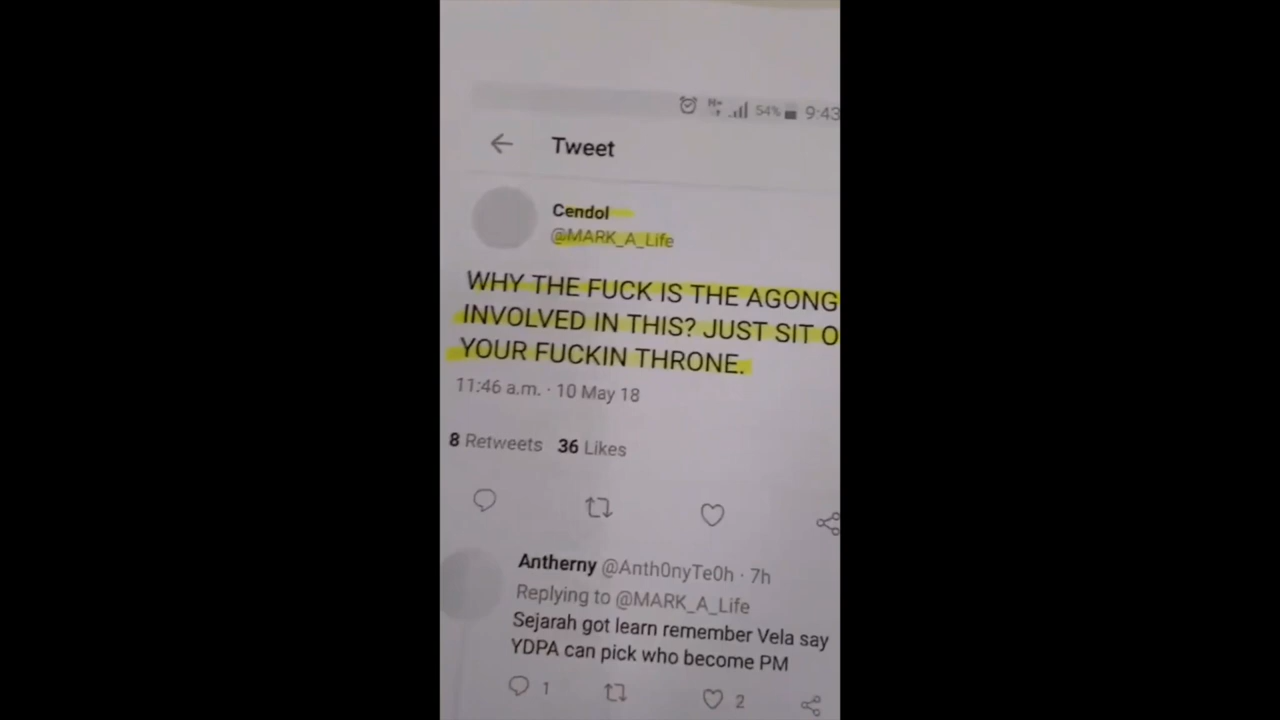 54% 9:43
Tweet
Cendol
@MARK_A_Life
WHY THE FUCK IS THE AGONG
INVOLVED IN THIS? JUST SIT O
YOUR FUCKIN THRONE.
11:46 a.m. · 10 May 18
8 Retweets 36 Likes
Antherny @Anth0nyTe0h · 7h
Replying to @MARK_A_Life
Sejarah got learn remember Vela say
YDPA can pick who become PM
1 2